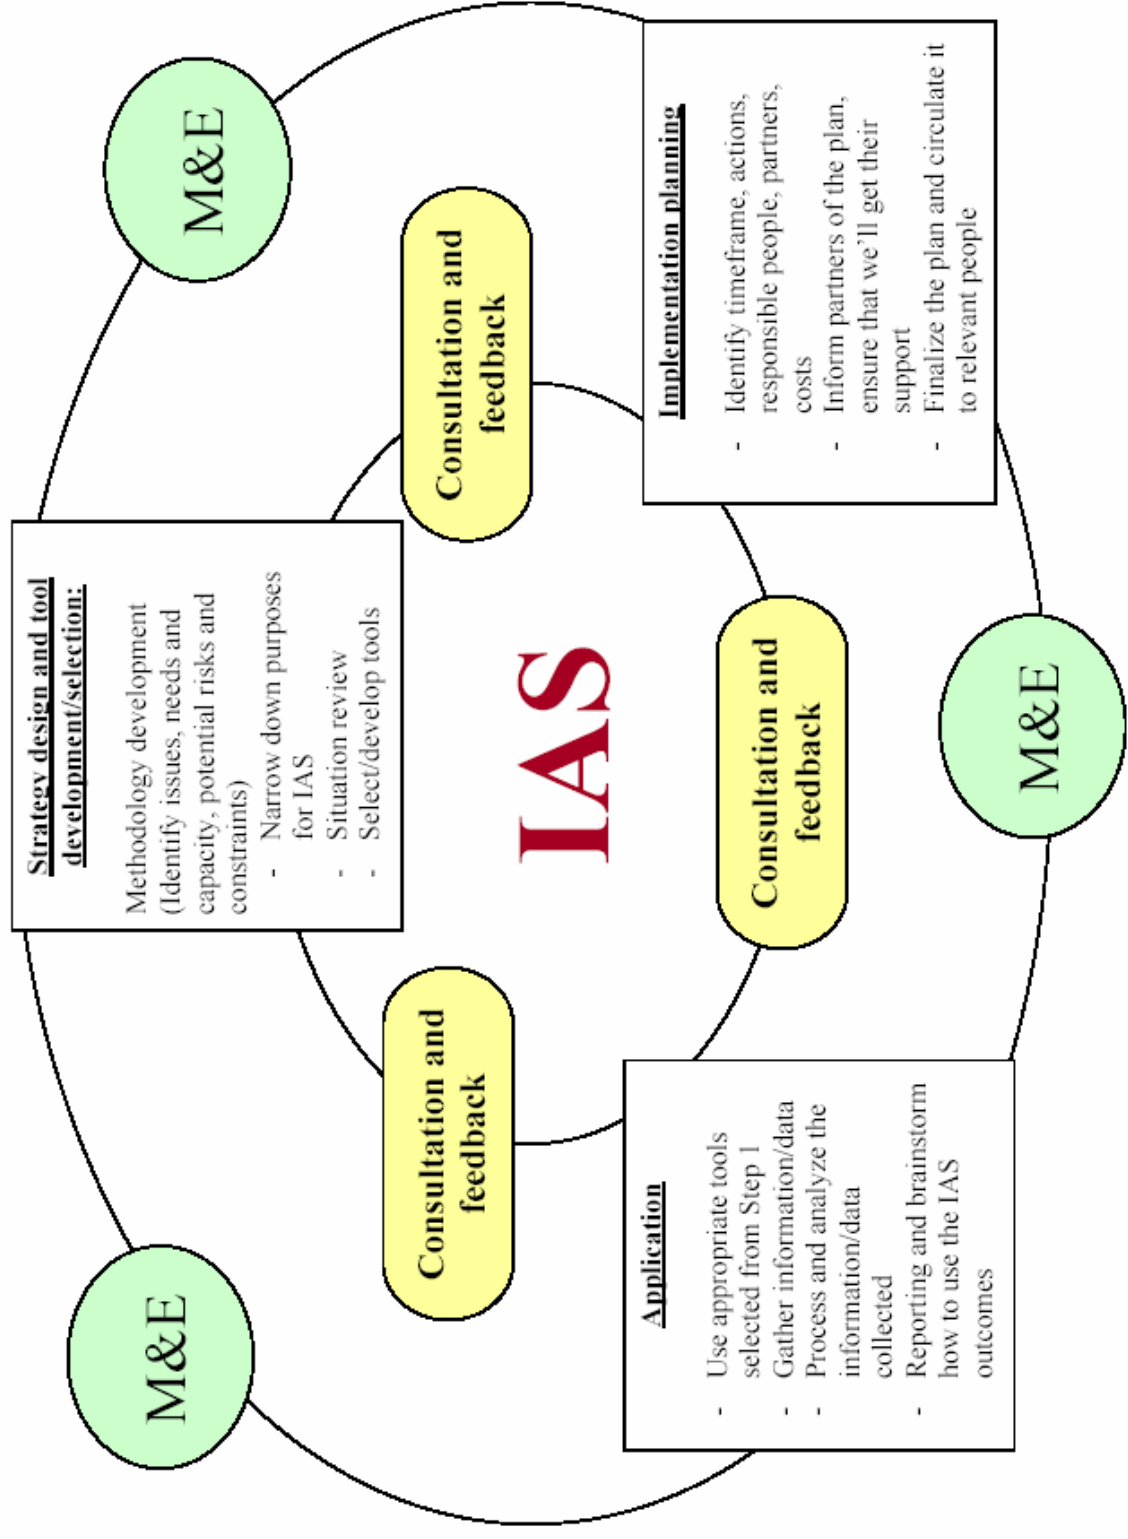 Strategy design and tool
development/selection:
Methodology development
(Identify issues, needs and
capacity, potential risks and
constraints)
- Narrow down purposes
for IAS
- Situation review
- Select/develop tools
M&E
M&E
Consultation and
feedback
Consultation and
feedback
IAS
Consultation and
feedback
Application
- Use appropriate tools
selected from Step 1
- Gather information/data
- Process and analyze the
information/data
collected
- Reporting and brainstorm
how to use the IAS
outcomes
Implementation planning
- Identify timeframe, actions,
responsible people, partners,
costs
- Inform partners of the plan,
ensure that we’ll get their
support
- Finalize the plan and circulate it
to relevant people
M&E